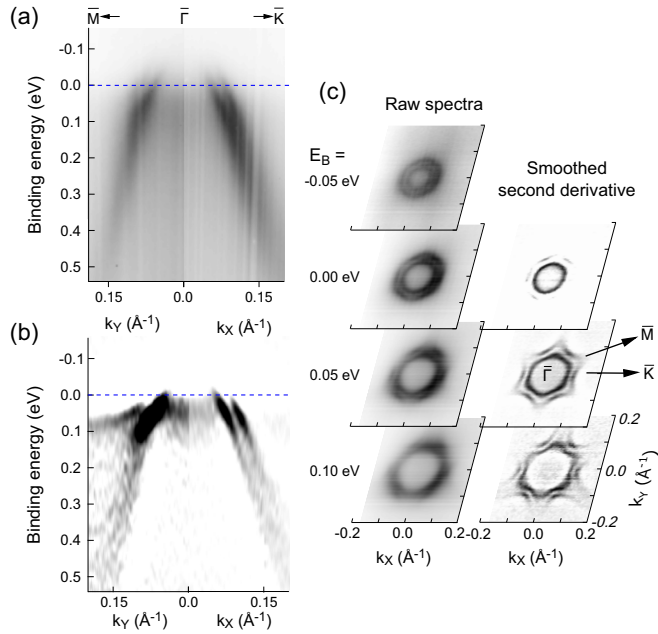 (a)
M̅ Γ̅ K̅
-0.1
0.0
0.1
0.2
0.3
0.4
0.5
Binding energy (eV)
0.15 0.0 0.15
kY (Å-1) kX (Å-1)
(b)
-0.1
0.0
0.1
0.2
0.3
0.4
0.5
Binding energy (eV)
0.15 0.0 0.15
kY (Å-1) kX (Å-1)
(c)
Raw spectra
Smoothed
second derivative
EB =
-0.05 eV
0.00 eV
0.05 eV
0.10 eV
M̅
K̅
Γ̅
0.2
0.0
-0.2
kY (Å-1)
-0.2 0.0 0.2
kX (Å-1)
-0.2 0.0 0.2
kX (Å-1)